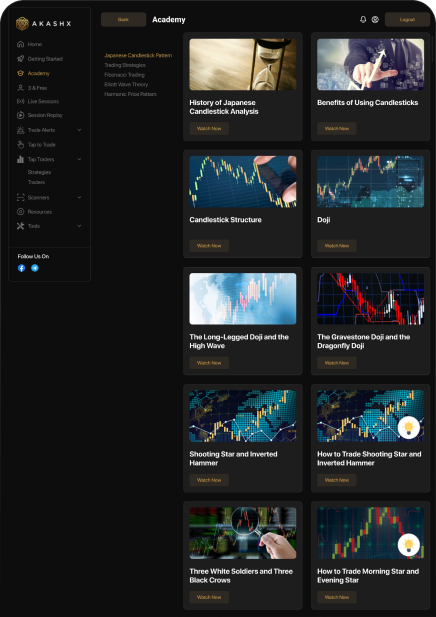 AKASHX
Back
Academy
Logout
Home
Getting Started
Academy
3 & Free
Live Sessions
Session Replay
Trade Alerts
Tap to Trade
Tap Traders
Strategies
Traders
Scanners
Resources
Tools
Follow Us On
Japanese Candlestick Pattern
Trading Strategies
Fibonacci Trading
Elliott Wave Theory
Harmonic Price Pattern
History of Japanese
Candlestick Analysis
Watch Now
Benefits of Using Candlesticks
Watch Now
Candlestick Structure
Watch Now
Doji
Watch Now
The Long-Legged Doji and the
High Wave
Watch Now
The Gravestone Doji and the
Dragonfly Doji
Watch Now
Shooting Star and Inverted
Hammer
Watch Now
How to Trade Shooting Star and
Inverted Hammer
Watch Now
Three White Soldiers and Three
Black Crows
Watch Now
How to Trade Morning Star and
Evening Star
Watch Now